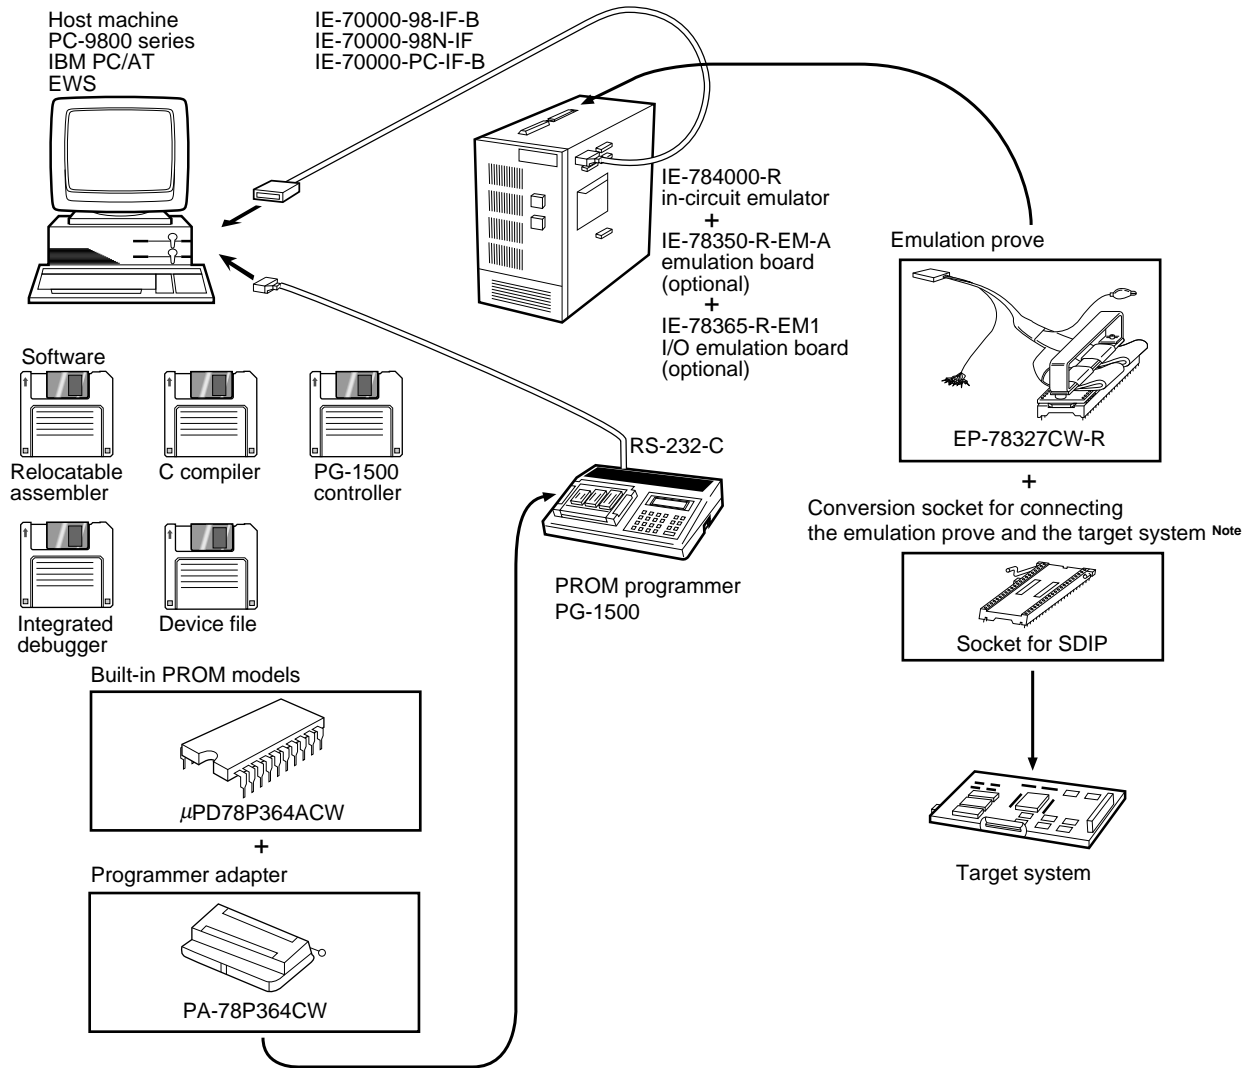 Host machine
PC-9800 series
IBM PC/AT
EWS
IE-70000-98-IF-B
IE-70000-98N-IF
IE-70000-PC-IF-B
IE-784000-R
in-circuit emulator
+
IE-78350-R-EM-A
emulation board
(optional)
+
IE-78365-R-EM1
I/O emulation board
(optional)
Emulation prove
EP-78327CW-R
+
Conversion socket for connecting
the emulation prove and the target system Note
Socket for SDIP
Target system
Software
Relocatable
assembler
C compiler
PG-1500
controller
Integrated
debugger
Device file
RS-232-C
PROM programmer
PG-1500
Built-in PROM models
μPD78P364ACW
+
Programmer adapter
PA-78P364CW